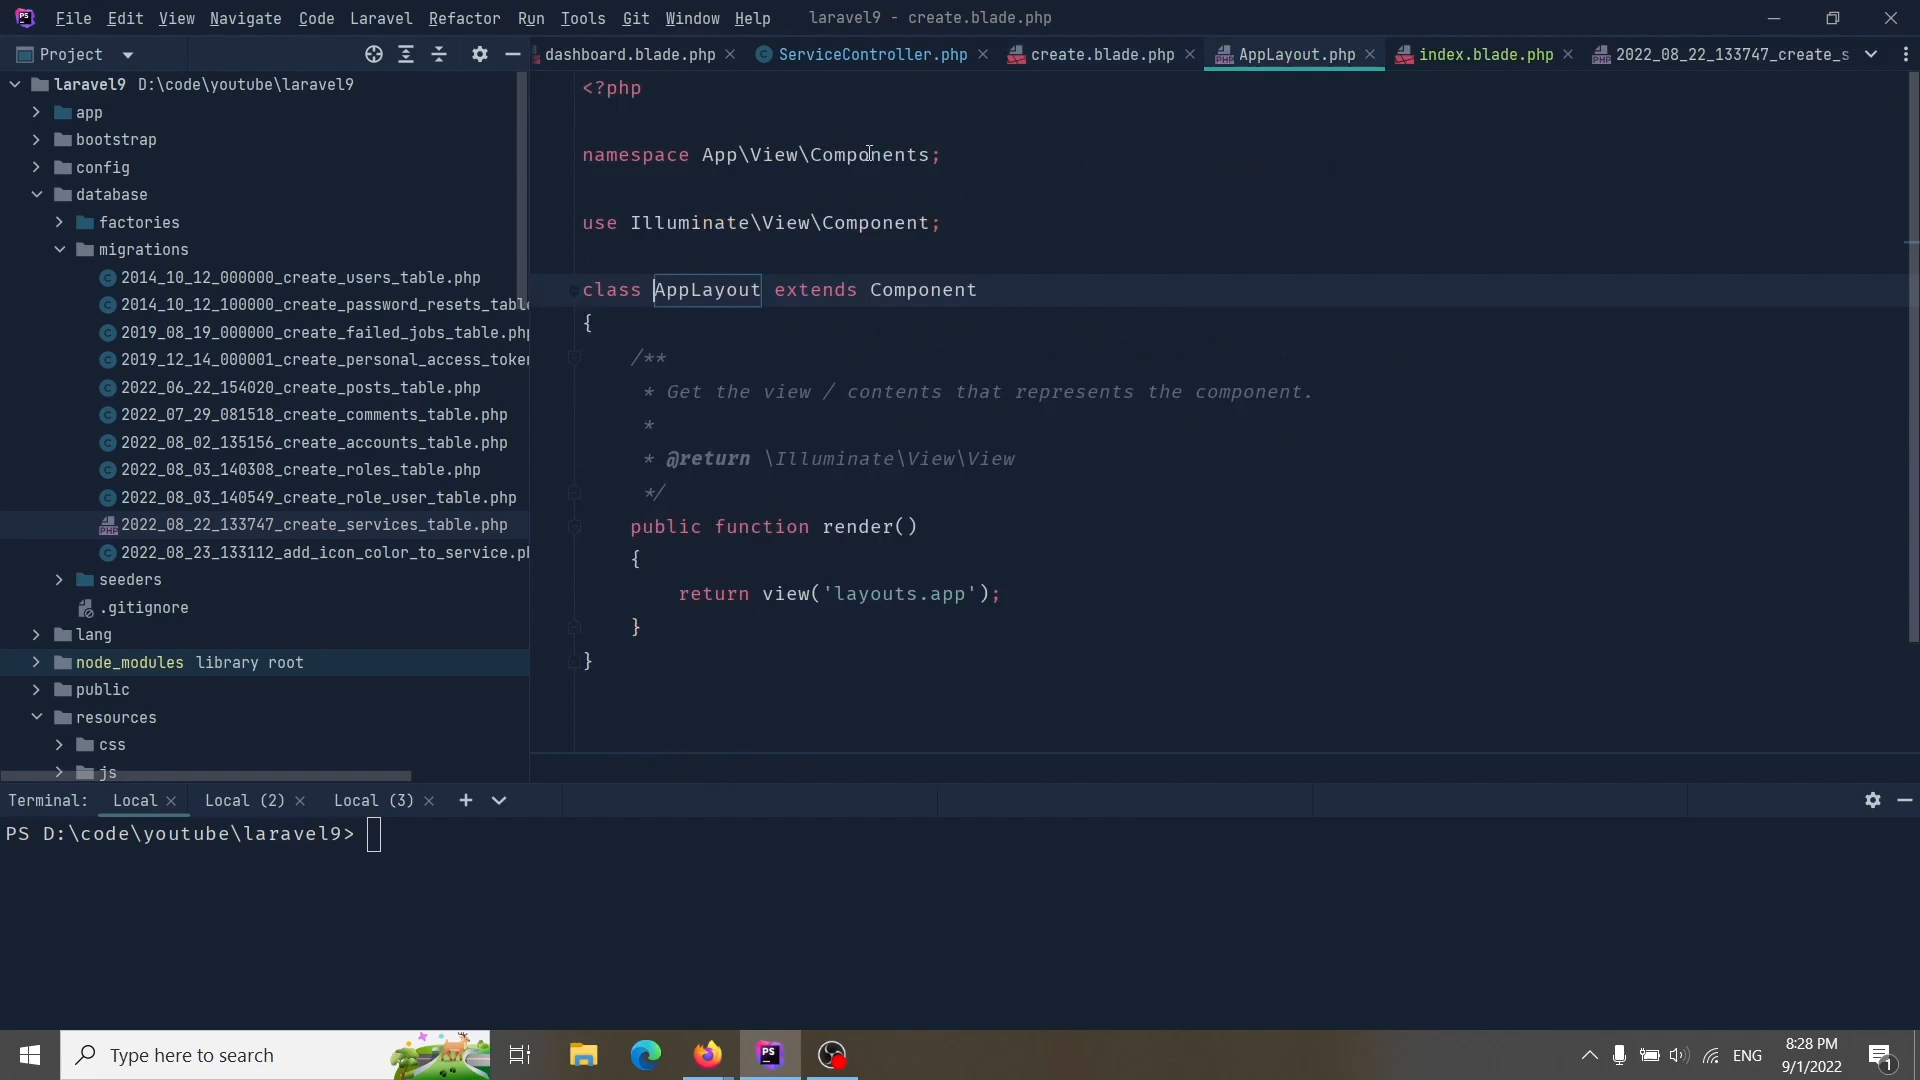 File Edit View Navigate Code Laravel Refactor Run Tools Git Window Help laravel9 - create.blade.php
Project
dashboard.blade.php ServiceController.php create.blade.php AppLayout.php index.blade.php 2022_08_22_133747_create_s
laravel9 D:\code\youtube\laravel9
app
bootstrap
config
database
factories
migrations
2014_10_12_000000_create_users_table.php
2014_10_12_100000_create_password_resets_table
2019_08_19_000000_create_failed_jobs_table.php
2019_12_14_000001_create_personal_access_token
2022_06_22_154020_create_posts_table.php
2022_07_29_081518_create_comments_table.php
2022_08_02_135156_create_accounts_table.php
2022_08_03_140308_create_roles_table.php
2022_08_03_140549_create_role_user_table.php
2022_08_22_133747_create_services_table.php
2022_08_23_133112_add_icon_color_to_service.ph
seeders
.gitignore
lang
node_modules library root
public
resources
css
js
<?php
namespace App\View\Components;
use Illuminate\View\Component;
class AppLayout extends Component
{
/**
* Get the view / contents that represents the component.
*
* @return \Illuminate\View\View
*/
public function render()
{
return view('layouts.app');
}
}
Terminal: Local Local (2) Local (3)
PS D:\code\youtube\laravel9>
Type here to search
PS
ENG
8:28 PM
9/1/2022
1